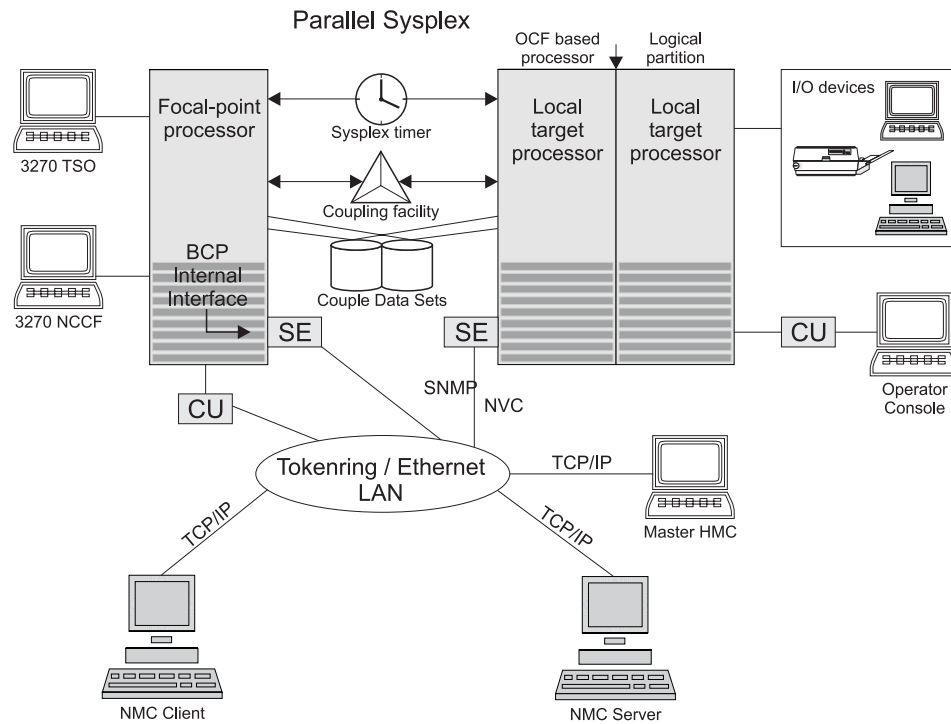 Parallel Sysplex
OCF based
processor
Logical
partition
3270 TSO
Focal-point
processor
Sysplex timer
Local
target
processor
Local
target
processor
I/O devices
Coupling facility
3270 NCCF
BCP
Internal
Interface
Couple Data Sets
SE
SE
CU
Operator
Console
CU
SNMP
NVC
Tokenring / Ethernet
LAN
TCP/IP
Master HMC
TCP/IP
TCP/IP
NMC Client
NMC Server